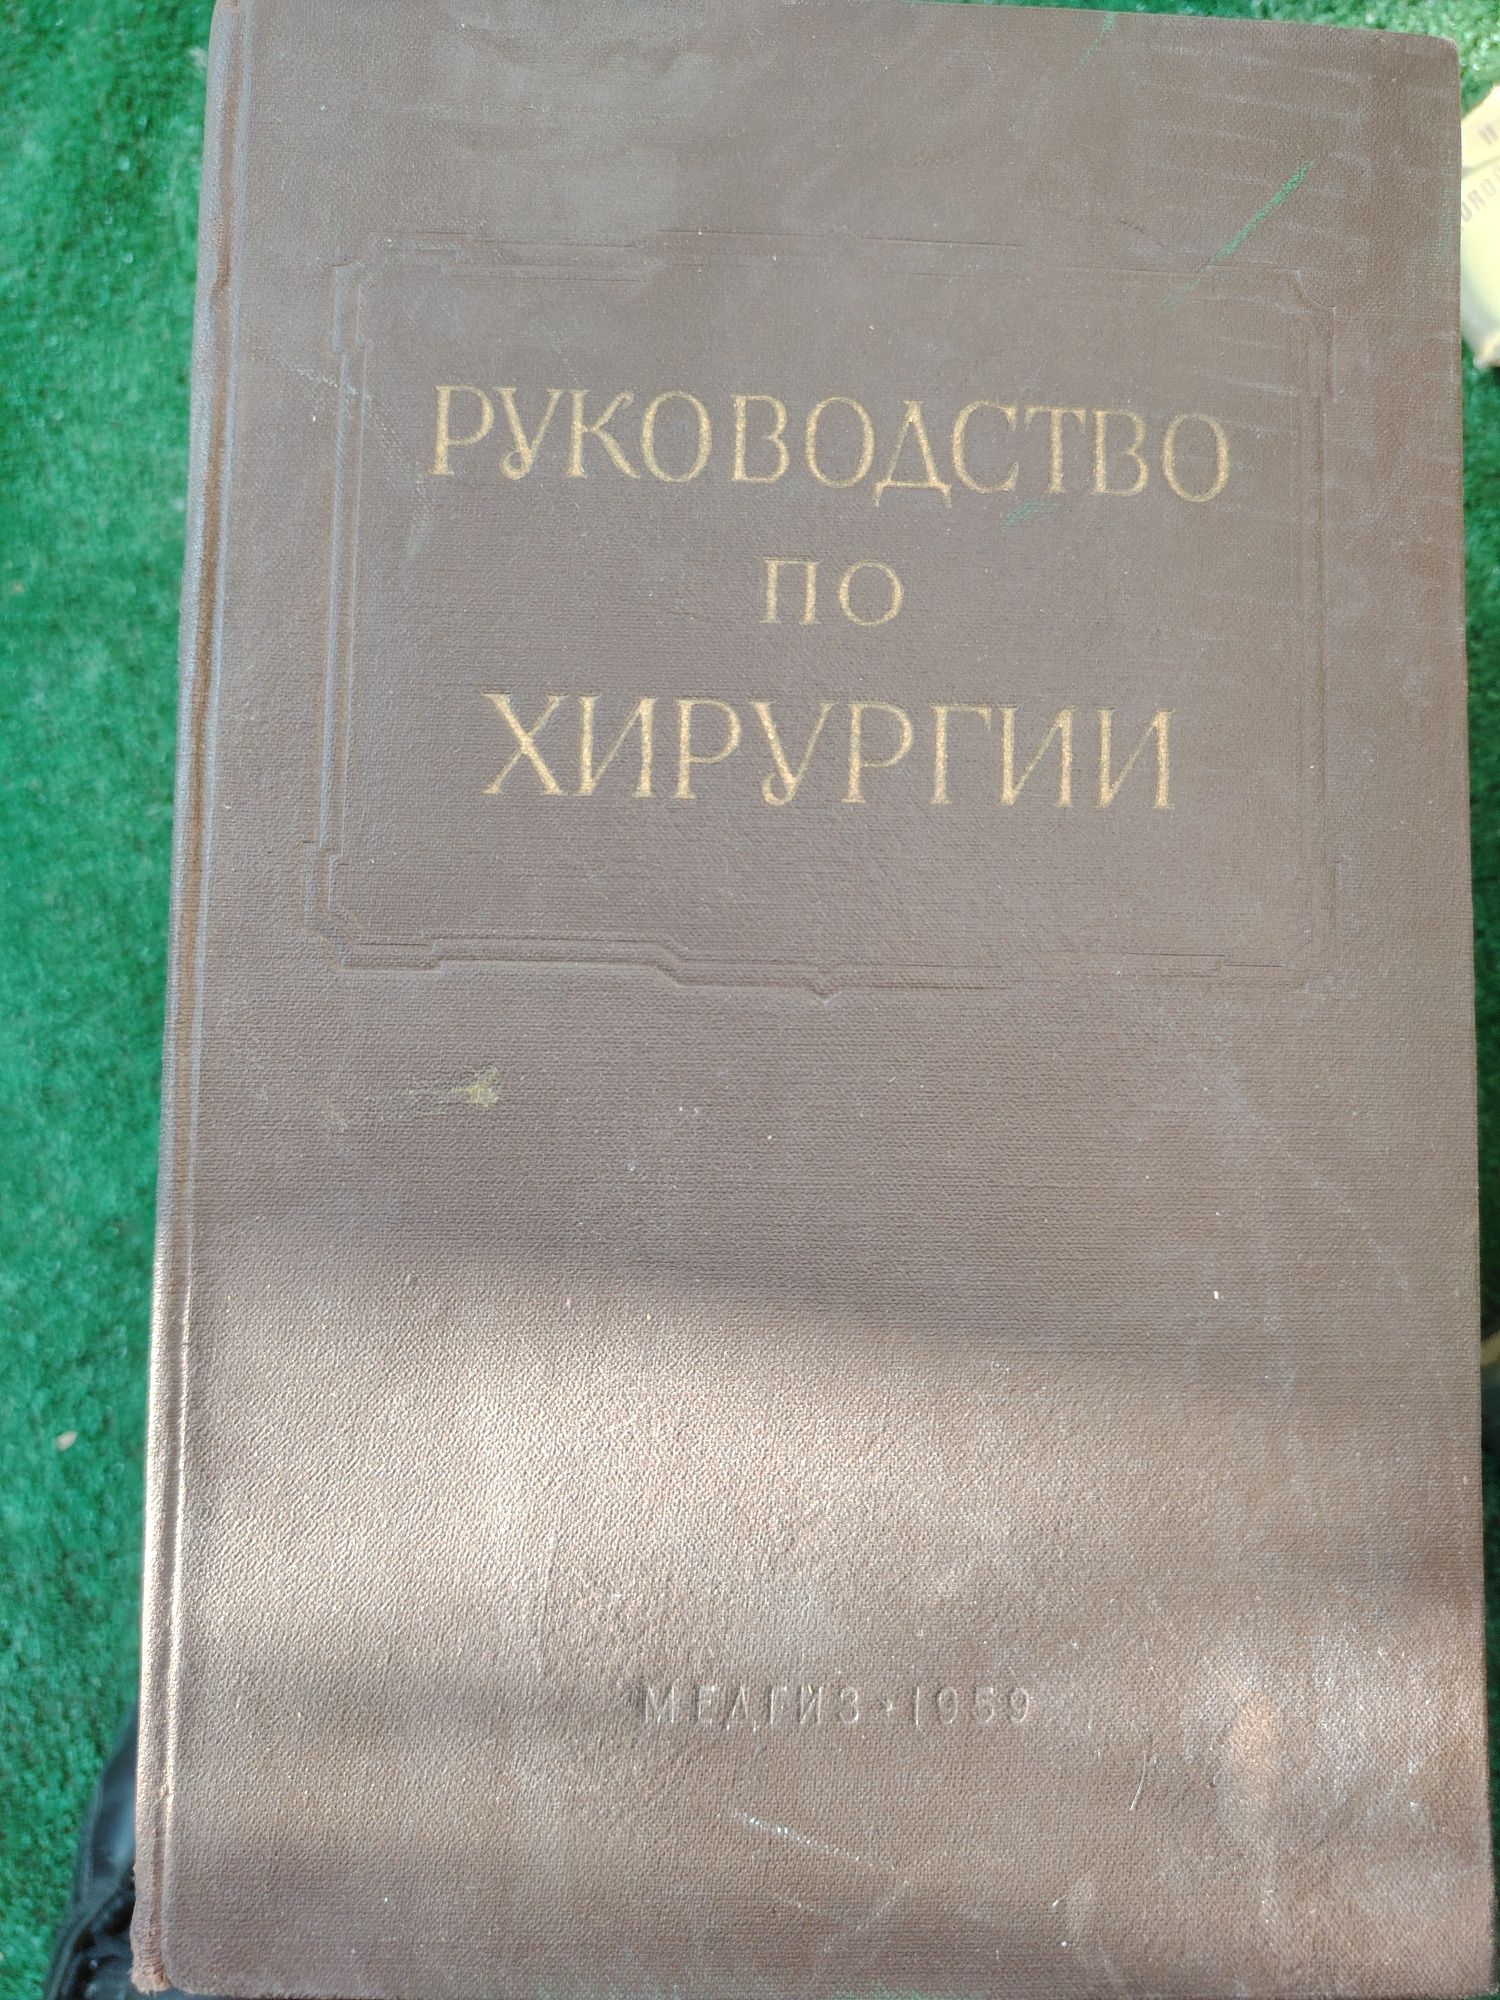 РУКОВОДСТВО
ПО
ХИРУРГИИ
МЕДГИЗ • 1959